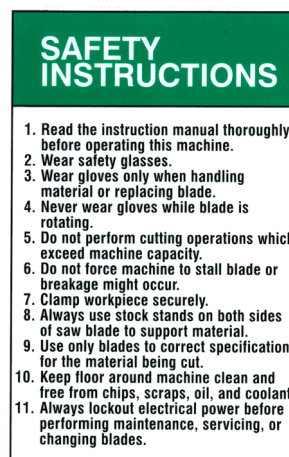 SAFETY
INSTRUCTIONS
1. Read the instruction manual thoroughly
before operating this machine.
2. Wear safety glasses.
3. Wear gloves only when handling
material or replacing blade.
4. Never wear gloves while blade is
rotating.
5. Do not perform cutting operations which
exceed machine capacity.
6. Do not force machine to stall blade or
breakage might occur.
7. Clamp workpiece securely.
8. Always use stock stands on both sides
of saw blade to support material.
9. Use only blades to correct specification
for the material being cut.
10. Keep floor around machine clean and
free from chips, scraps, oil, and coolant
11. Always lockout electrical power before
performing maintenance, servicing, or
changing blades.